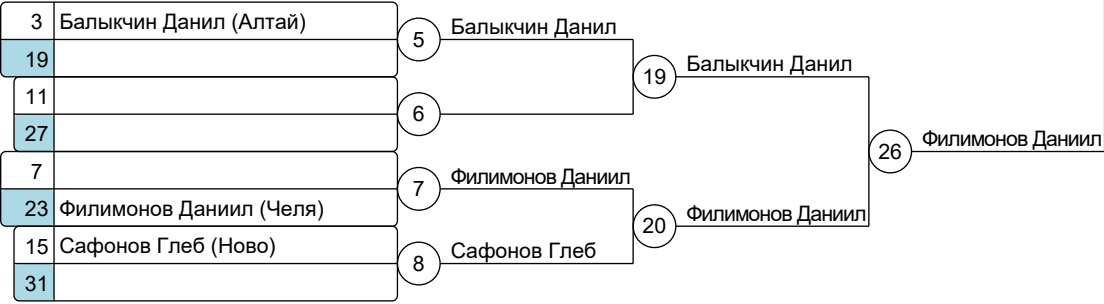 3 Балыкчин Данил (Алтай)
19
5
Балыкчин Данил
11
27
6
19
Балыкчин Данил
7
23 Филимонов Даниил (Челя)
7
Филимонов Даниил
15 Сафонов Глеб (Ново)
31
8
Сафонов Глеб
20
Филимонов Даниил
26
Филимонов Даниил